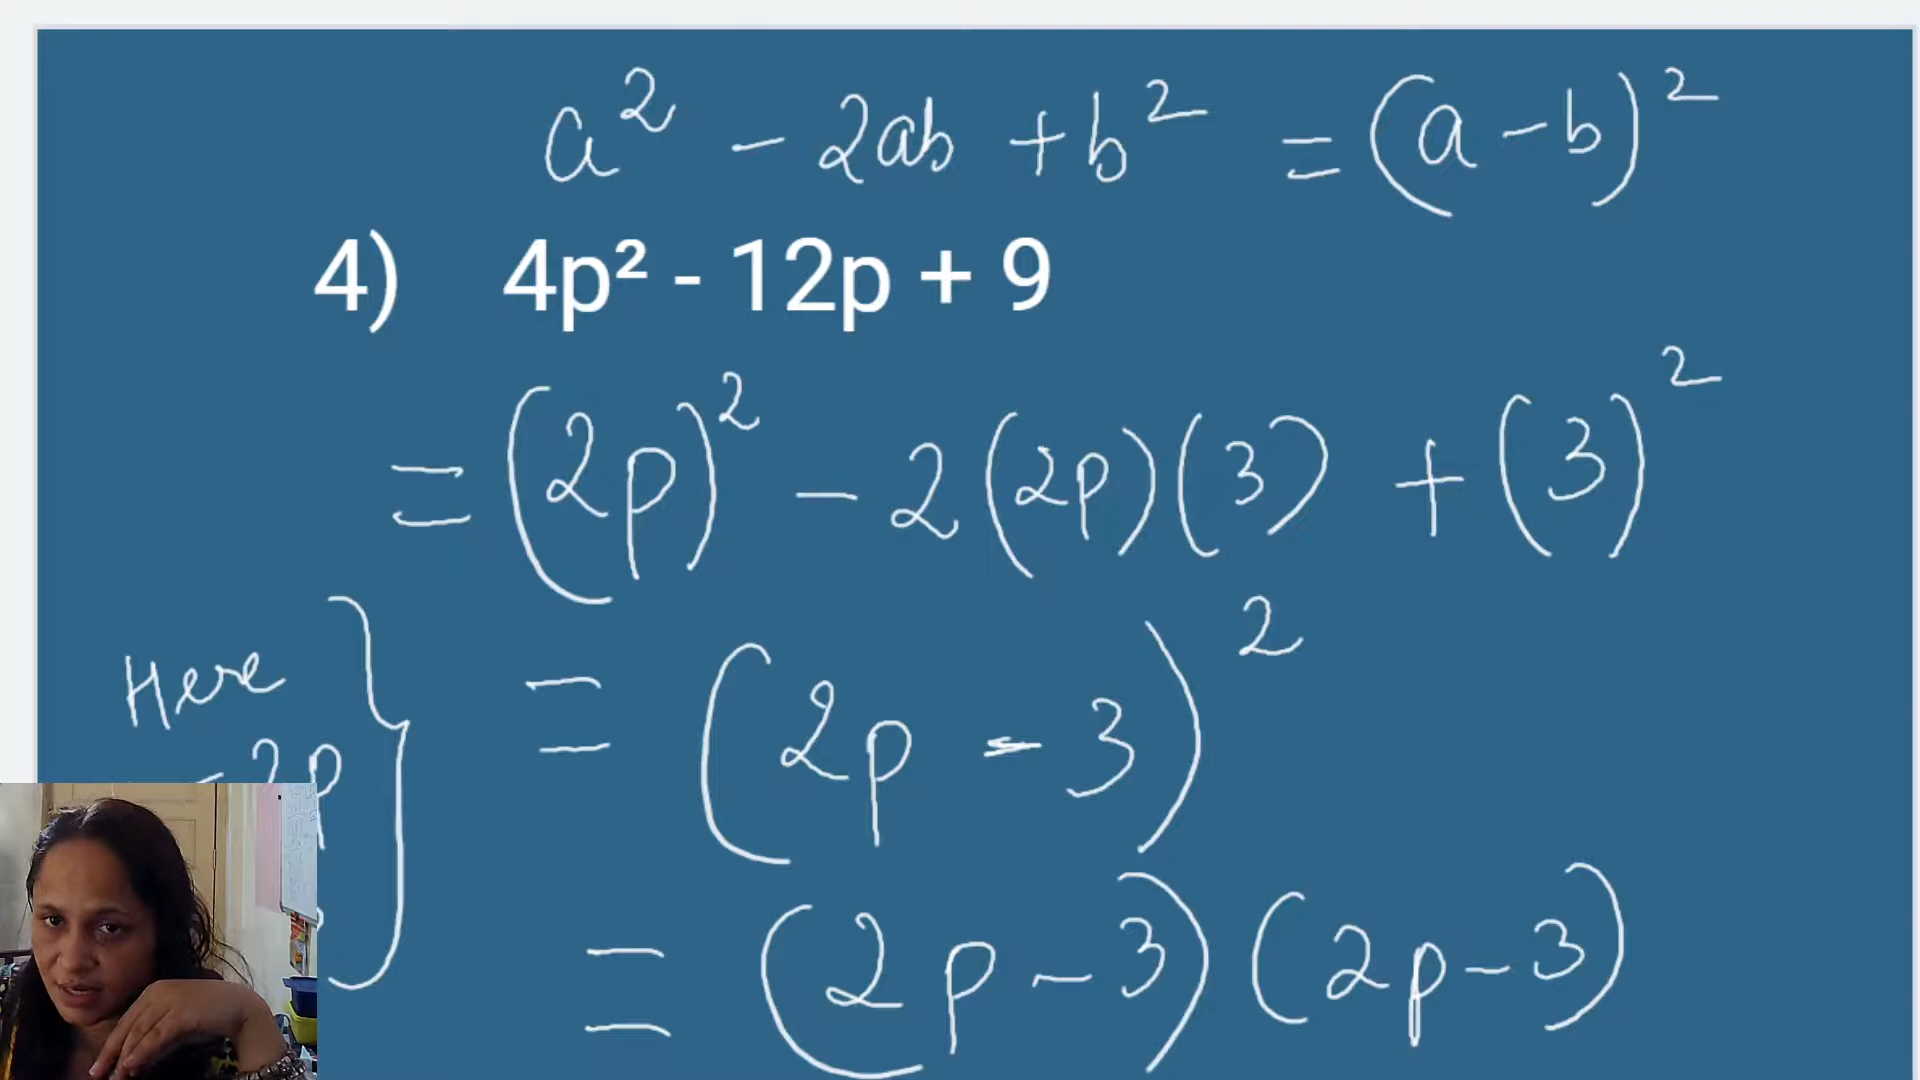 a² - 2ab + b² = (a - b)²
4) 4p² - 12p + 9
= (2p)² - 2(2p)(3) + (3)²
Here
= 2p
= (2p - 3)²
= (2p - 3)(2p - 3)